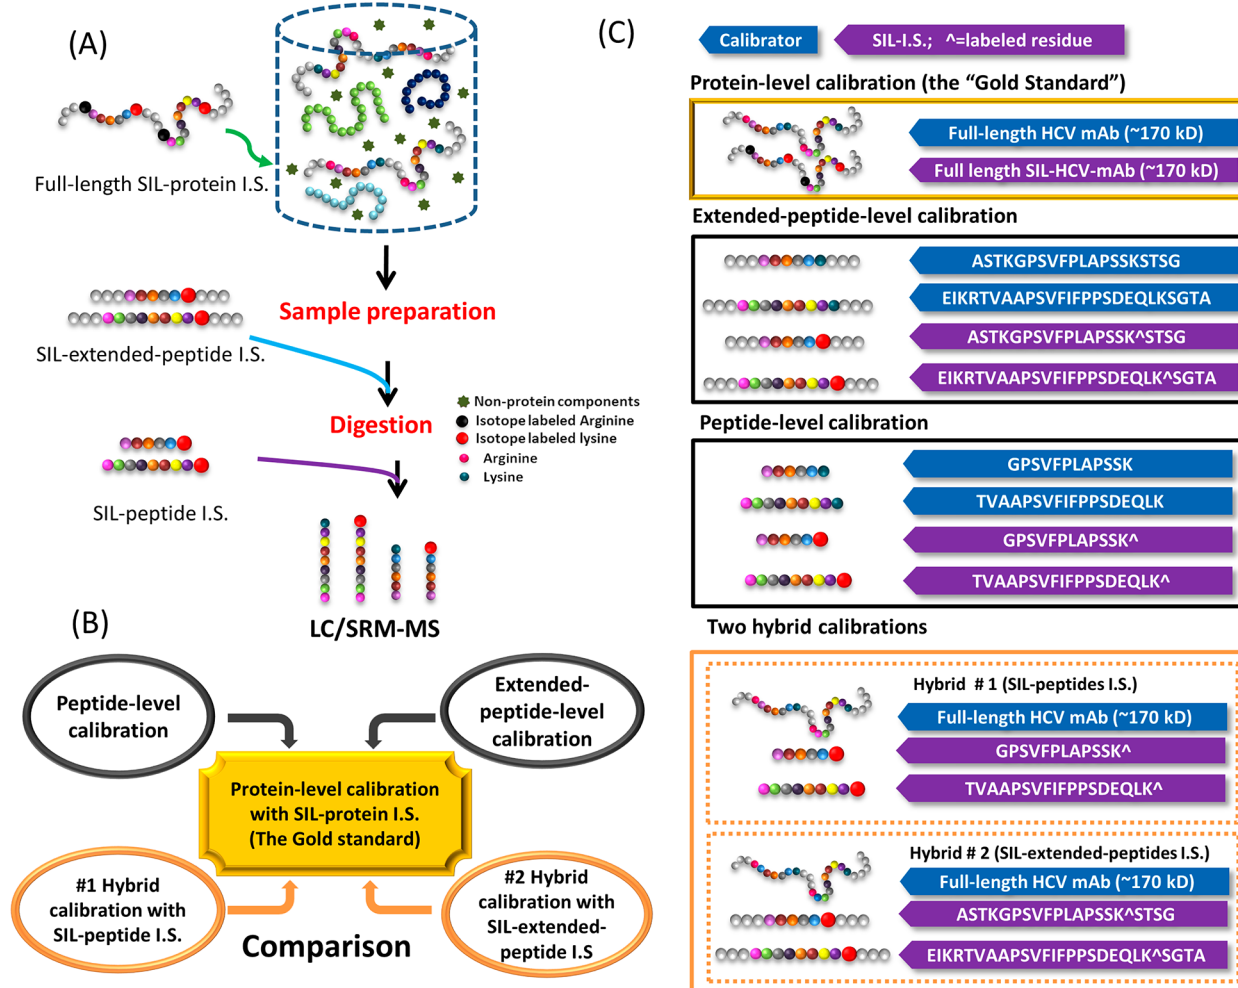 (A)
Full-length SIL-protein I.S.
Sample preparation
SIL-extended-peptide I.S.
Digestion
Non-protein components
Isotope labeled Arginine
Isotope labeled lysine
Arginine
Lysine
SIL-peptide I.S.
LC/SRM-MS
(B)
Peptide-level
calibration
Extended-
peptide-level
calibration
Protein-level calibration
with SIL-protein I.S.
(The Gold standard)
#1 Hybrid
calibration with
SIL-peptide I.S.
#2 Hybrid
calibration with
SIL-extended-
peptide I.S
Comparison
(C)
Calibrator
SIL-I.S.; ^=labeled residue
Protein-level calibration (the “Gold Standard”)
Full-length HCV mAb (~170 kD)
Full length SIL-HCV-mAb (~170 kD)
Extended-peptide-level calibration
ASTKGPSVFPLAPSSKSTSG
EIKRTVAAPSVFIFPPSDEQLKSGTA
ASTKGPSVFPLAPSSK^STSG
EIKRTVAAPSVFIFPPSDEQLK^SGTA
Peptide-level calibration
GPSVFPLAPSSK
TVAAPSVFIFPPSDEQLK
GPSVFPLAPSSK^
TVAAPSVFIFPPSDEQLK^
Two hybrid calibrations
Hybrid # 1 (SIL-peptides I.S.)
Full-length HCV mAb (~170 kD)
GPSVFPLAPSSK^
TVAAPSVFIFPPSDEQLK^
Hybrid # 2 (SIL-extended-peptides I.S.)
Full-length HCV mAb (~170 kD)
ASTKGPSVFPLAPSSK^STSG
EIKRTVAAPSVFIFPPSDEQLK^SGTA